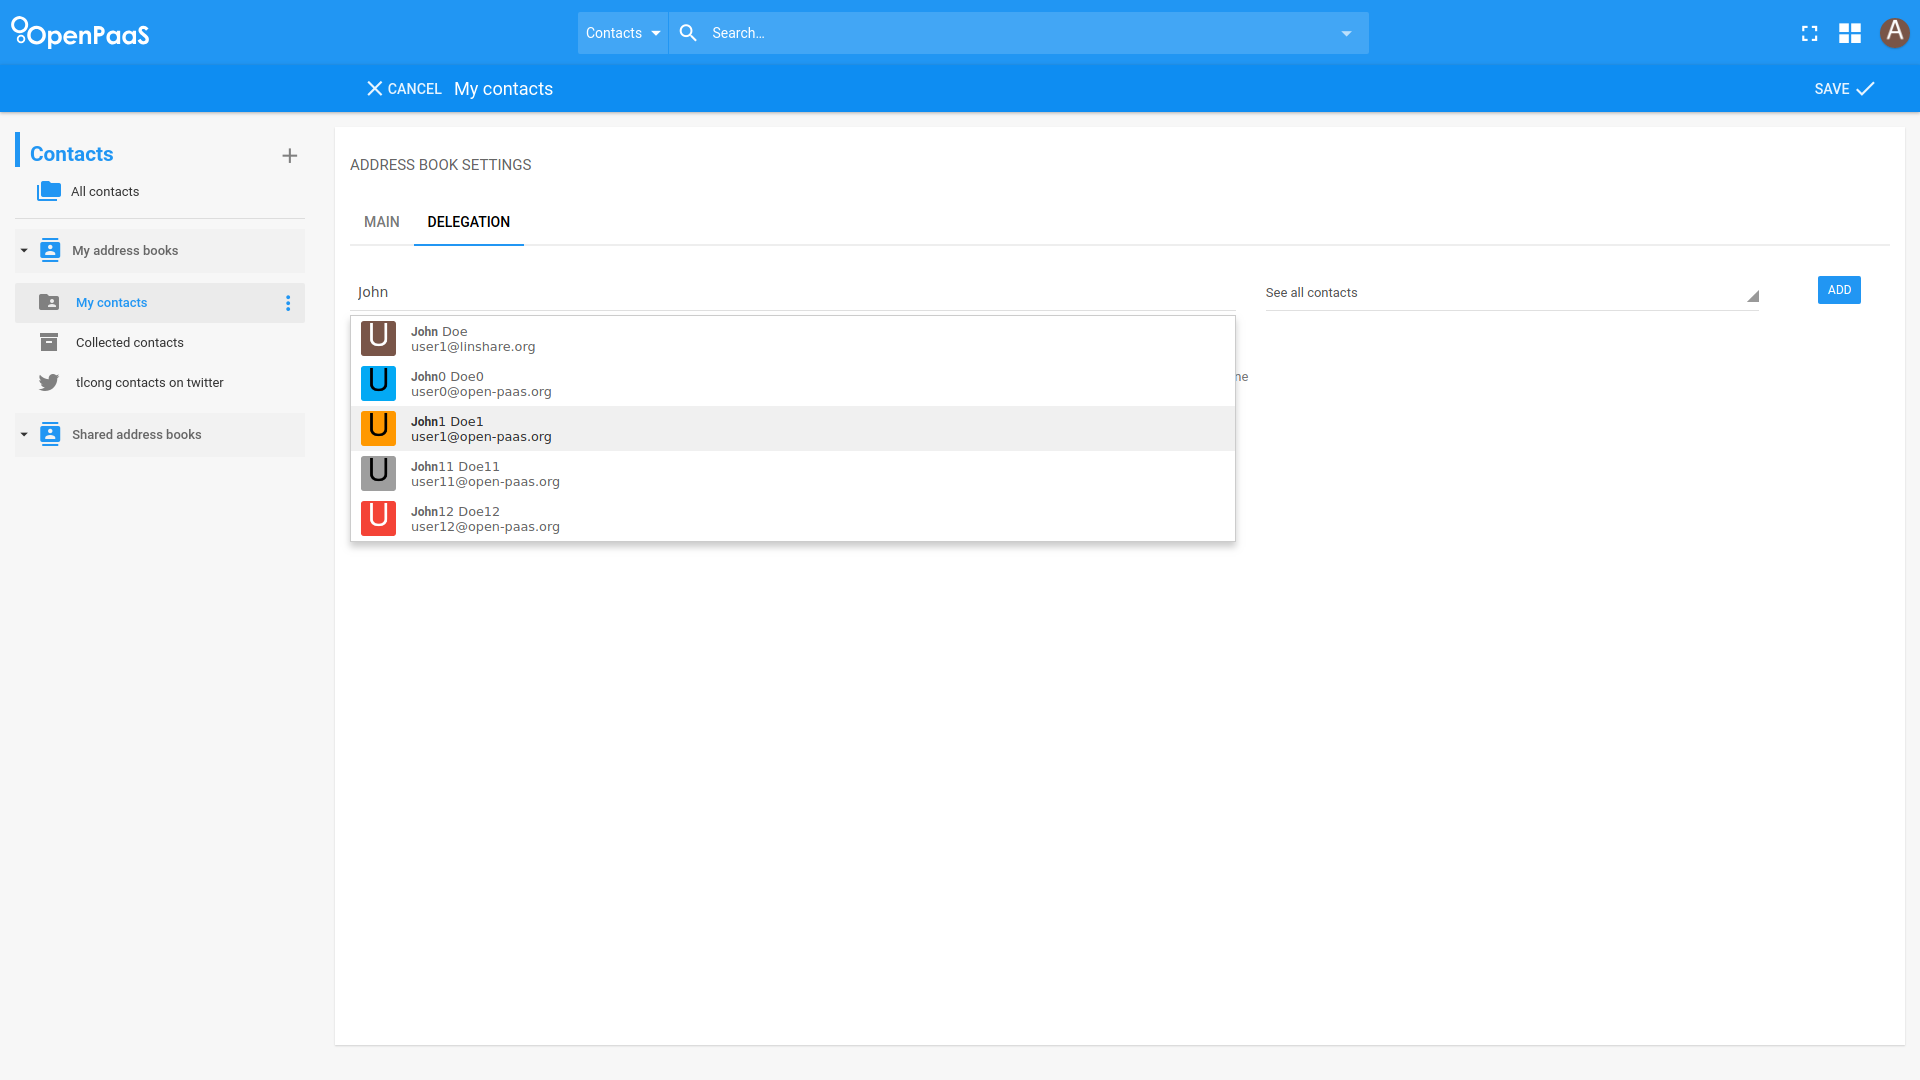 OpenPaaS
Contacts
Search...
A
CANCEL
My contacts
SAVE
Contacts
All contacts
My address books
My contacts
Collected contacts
tlcong contacts on twitter
Shared address books
ADDRESS BOOK SETTINGS
MAIN
DELEGATION
John
See all contacts
ADD
U
John Doe
user1@linshare.org
U
John0 Doe0
user0@open-paas.org
U
John1 Doe1
user1@open-paas.org
U
John11 Doe11
user11@open-paas.org
U
John12 Doe12
user12@open-paas.org